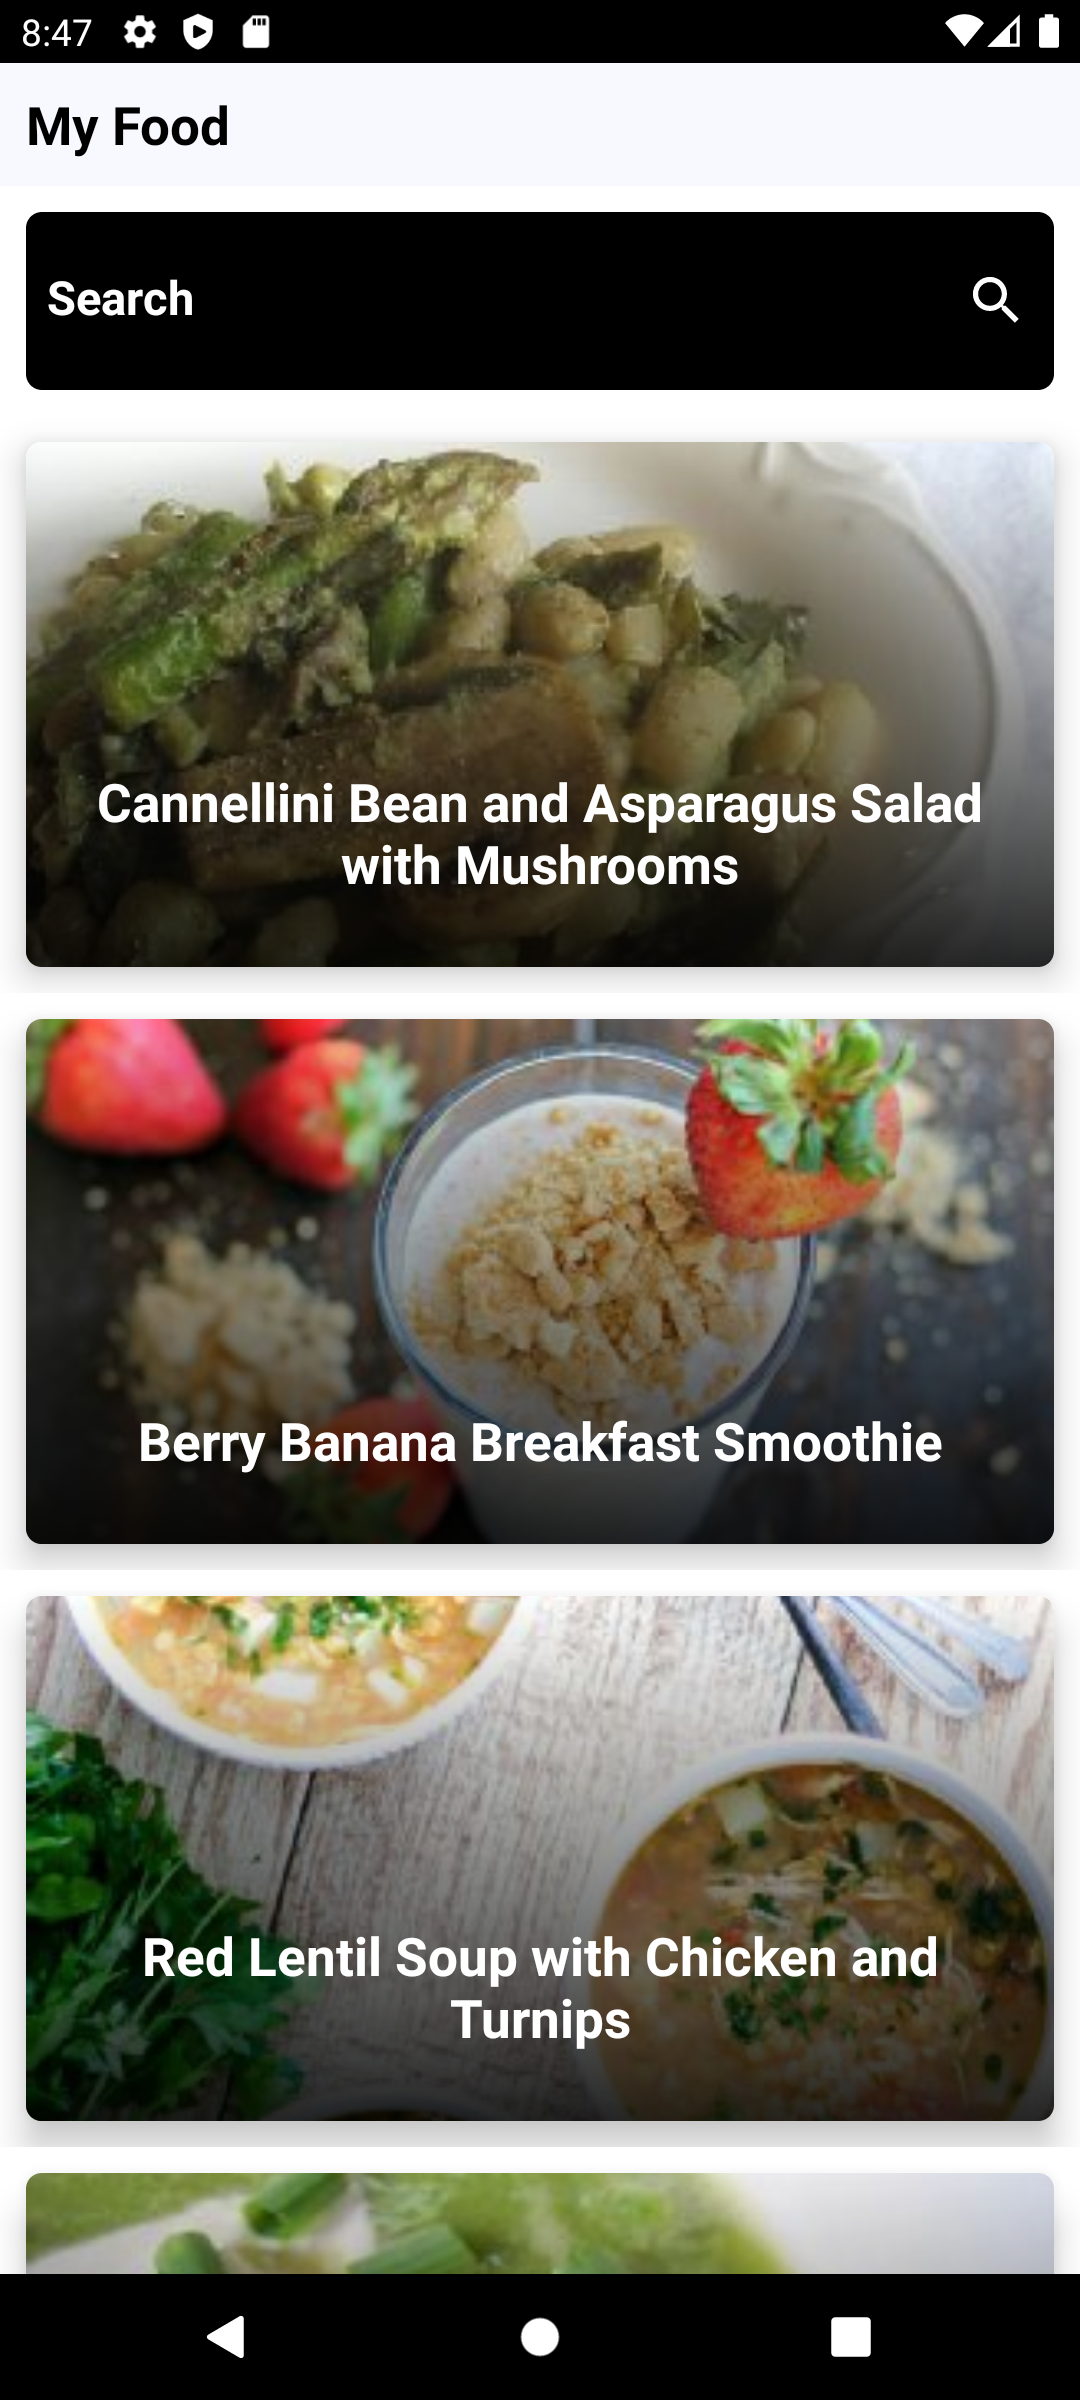 8:47
My Food
Search
Cannellini Bean and Asparagus Salad
with Mushrooms
Berry Banana Breakfast Smoothie
Red Lentil Soup with Chicken and
Turnips